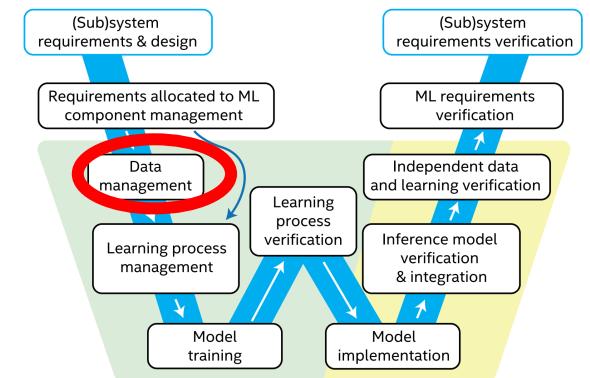 (Sub)system
requirements & design
(Sub)system
requirements verification
Requirements allocated to ML
component management
ML requirements
verification
Data
management
Independent data
and learning verification
Learning
process
verification
Learning process
management
Inference model
verification
& integration
Model
training
Model
implementation